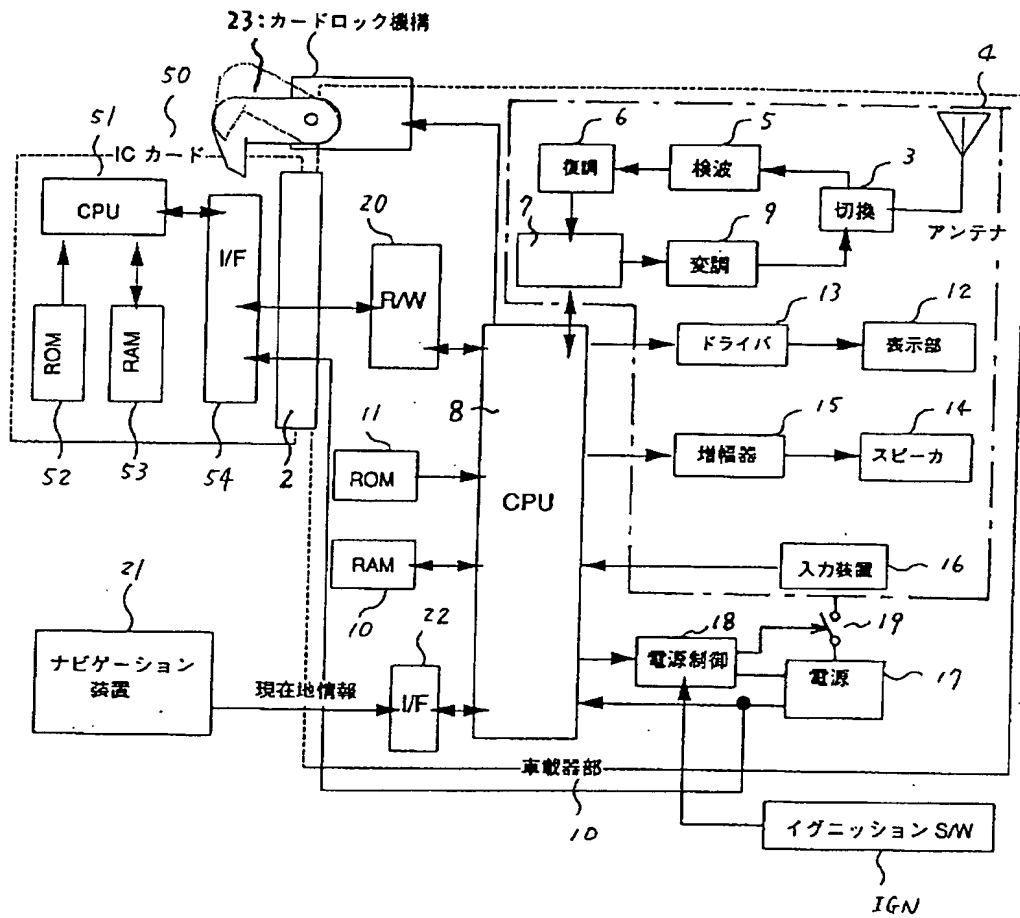 23:カードロック機構
50
51
ICカード
CPU
I/F
ROM
RAM
52
53
54
2
20
R/W
4
6
復調
5
検波
3
切換
アンテナ
7
9
変調
13
ドライバ
12
表示部
8
CPU
15
増幅器
14
スピーカ
11
ROM
RAM
10
入力装置
16
18
電源制御
19
電源
17
21
ナビゲーション
装置
現在地情報
22
I/F
車載器部
10
イグニッション S/W
IGN